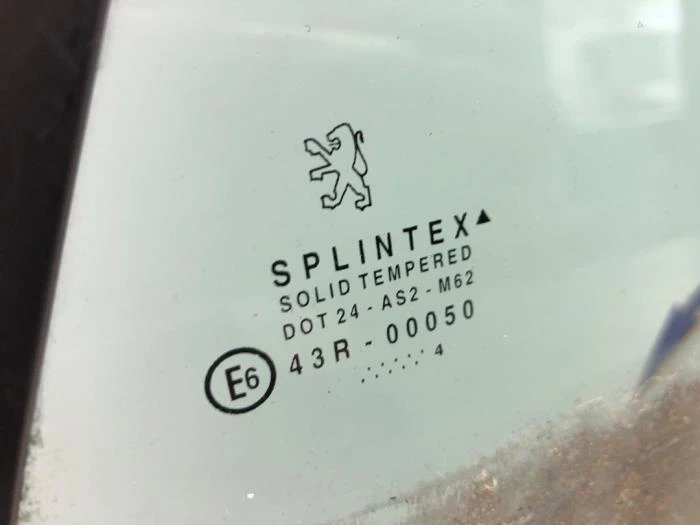 SPLINTEX
SOLID TEMPERED
DOT 24 - AS2 - M62
43R - 00050
E6
4